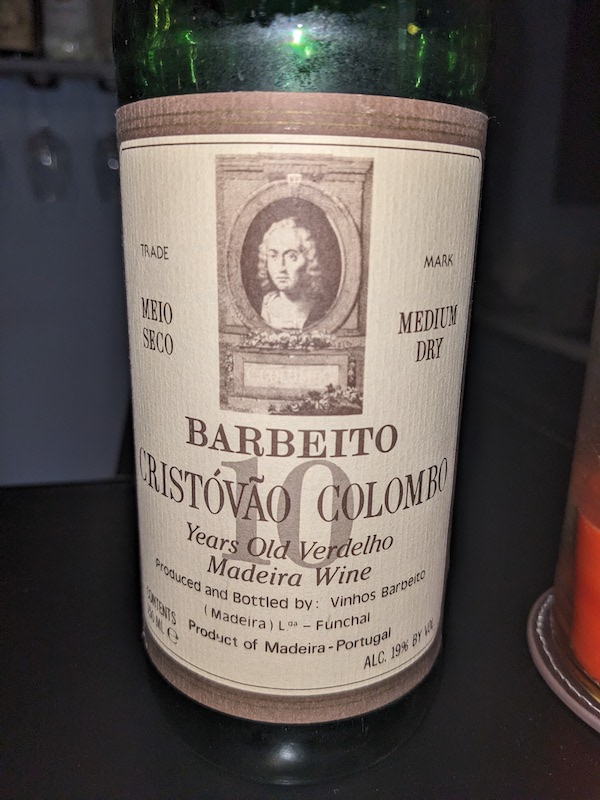 TRADE
MARK
MEIO
SECO
MEDIUM
DRY
BARBEITO
10
CRISTÓVÃO COLOMBO
Years Old Verdelho
Madeira Wine
Produced and Bottled by: Vinhos Barbeito
(Madeira) Lda – Funchal
Product of Madeira - Portugal
CONTENTS
ML ℮
ALC. 19% BY VOL